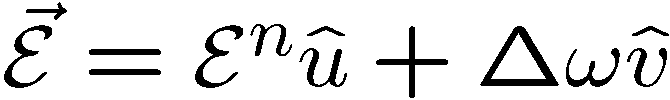 $\vec{\mathcal{E}} = \mathcal{E}^n \widehat{u} + \Delta\omega \widehat{v}$